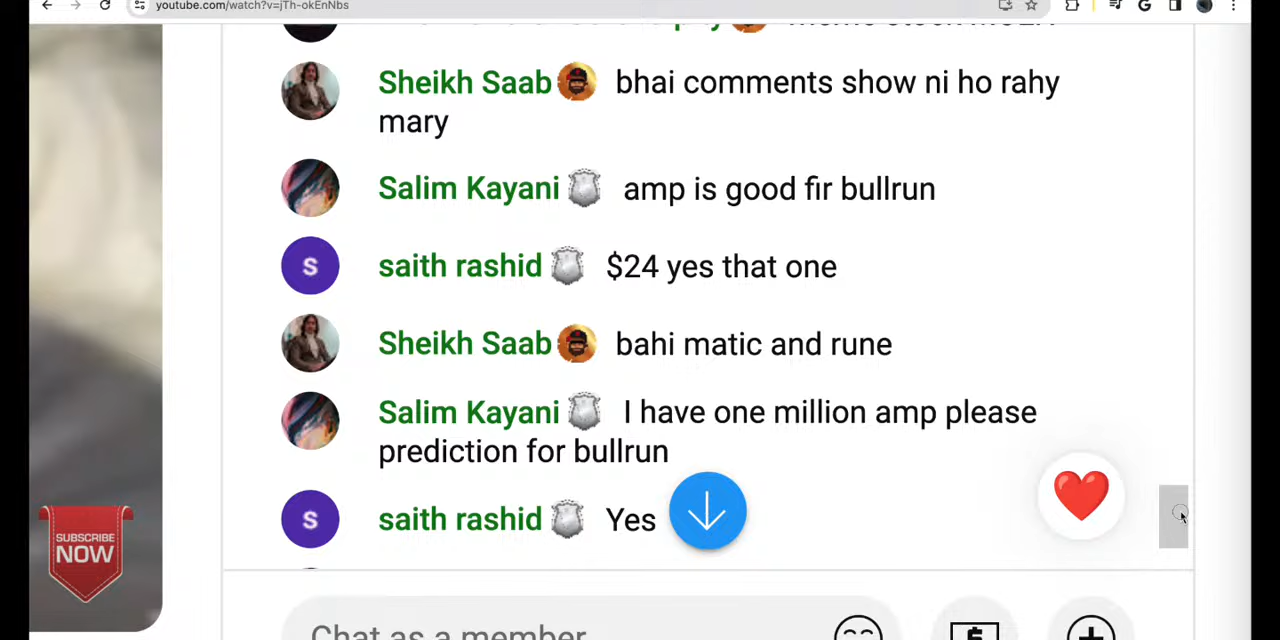 youtube.com/watch?v=jTh-okEnNbs
Sheikh Saab bhai comments show ni ho rahy
mary
Salim Kayani amp is good fir bullrun
S saith rashid $24 yes that one
Sheikh Saab bahi matic and rune
Salim Kayani I have one million amp please
prediction for bullrun
S saith rashid Yes
SUBSCRIBE
NOW
Chat as a member